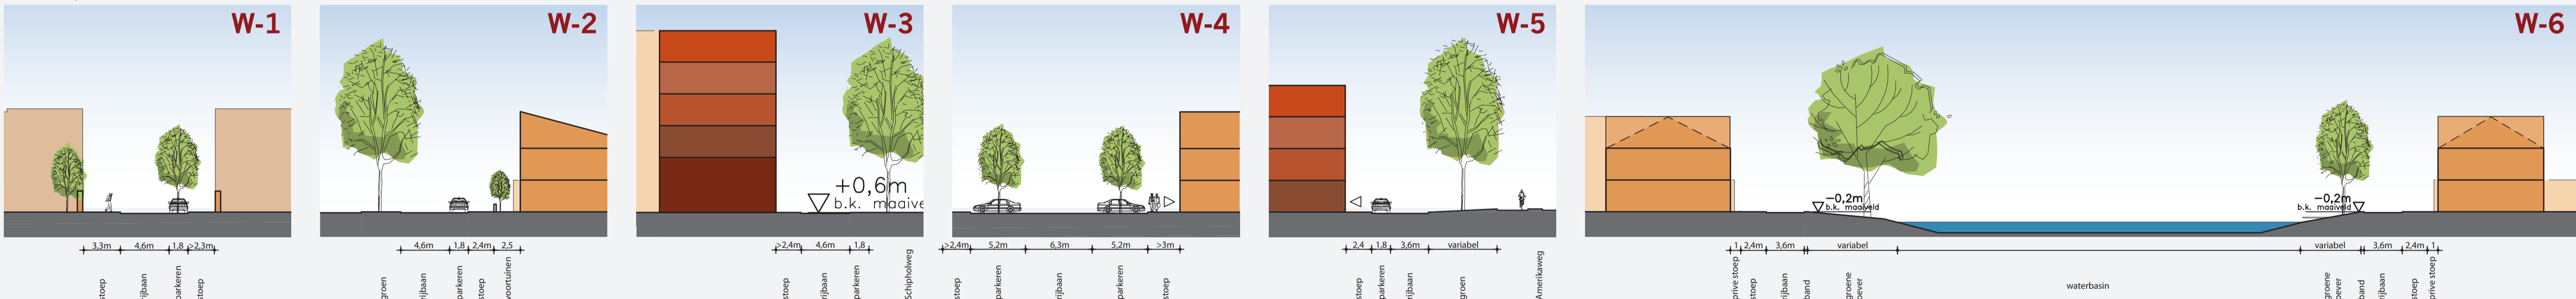 W-1
3,3m 4,6m 1,8 >2,3m
stoep
rijbaan
parkeren
stoep
W-2
4,6m 1,8 2,4m 2,5
groen
rijbaan
parkeren
stoep
voortuinen
W-3
+0,6m
b.k. maaive
>2,4m 4,6m 1,8
stoep
rijbaan
parkeren
Schipholweg
W-4
>2,4m 5,2m 6,3m 5,2m >3m
stoep
parkeren
rijbaan
parkeren
stoep
W-5
2,4 1,8 3,6m variabel
stoep
parkeren
rijbaan
groen
Amerikaweg
W-6
−0,2m
b.k. maaiveld
−0,2m
b.k. maaiveld
1 2,4m 3,6m variabel variabel 3,6m 2,4m 1
prive stoep
stoep
rijbaan
band
groene
oever
waterbasin
groene
oever
band
rijbaan
stoep
prive stoep